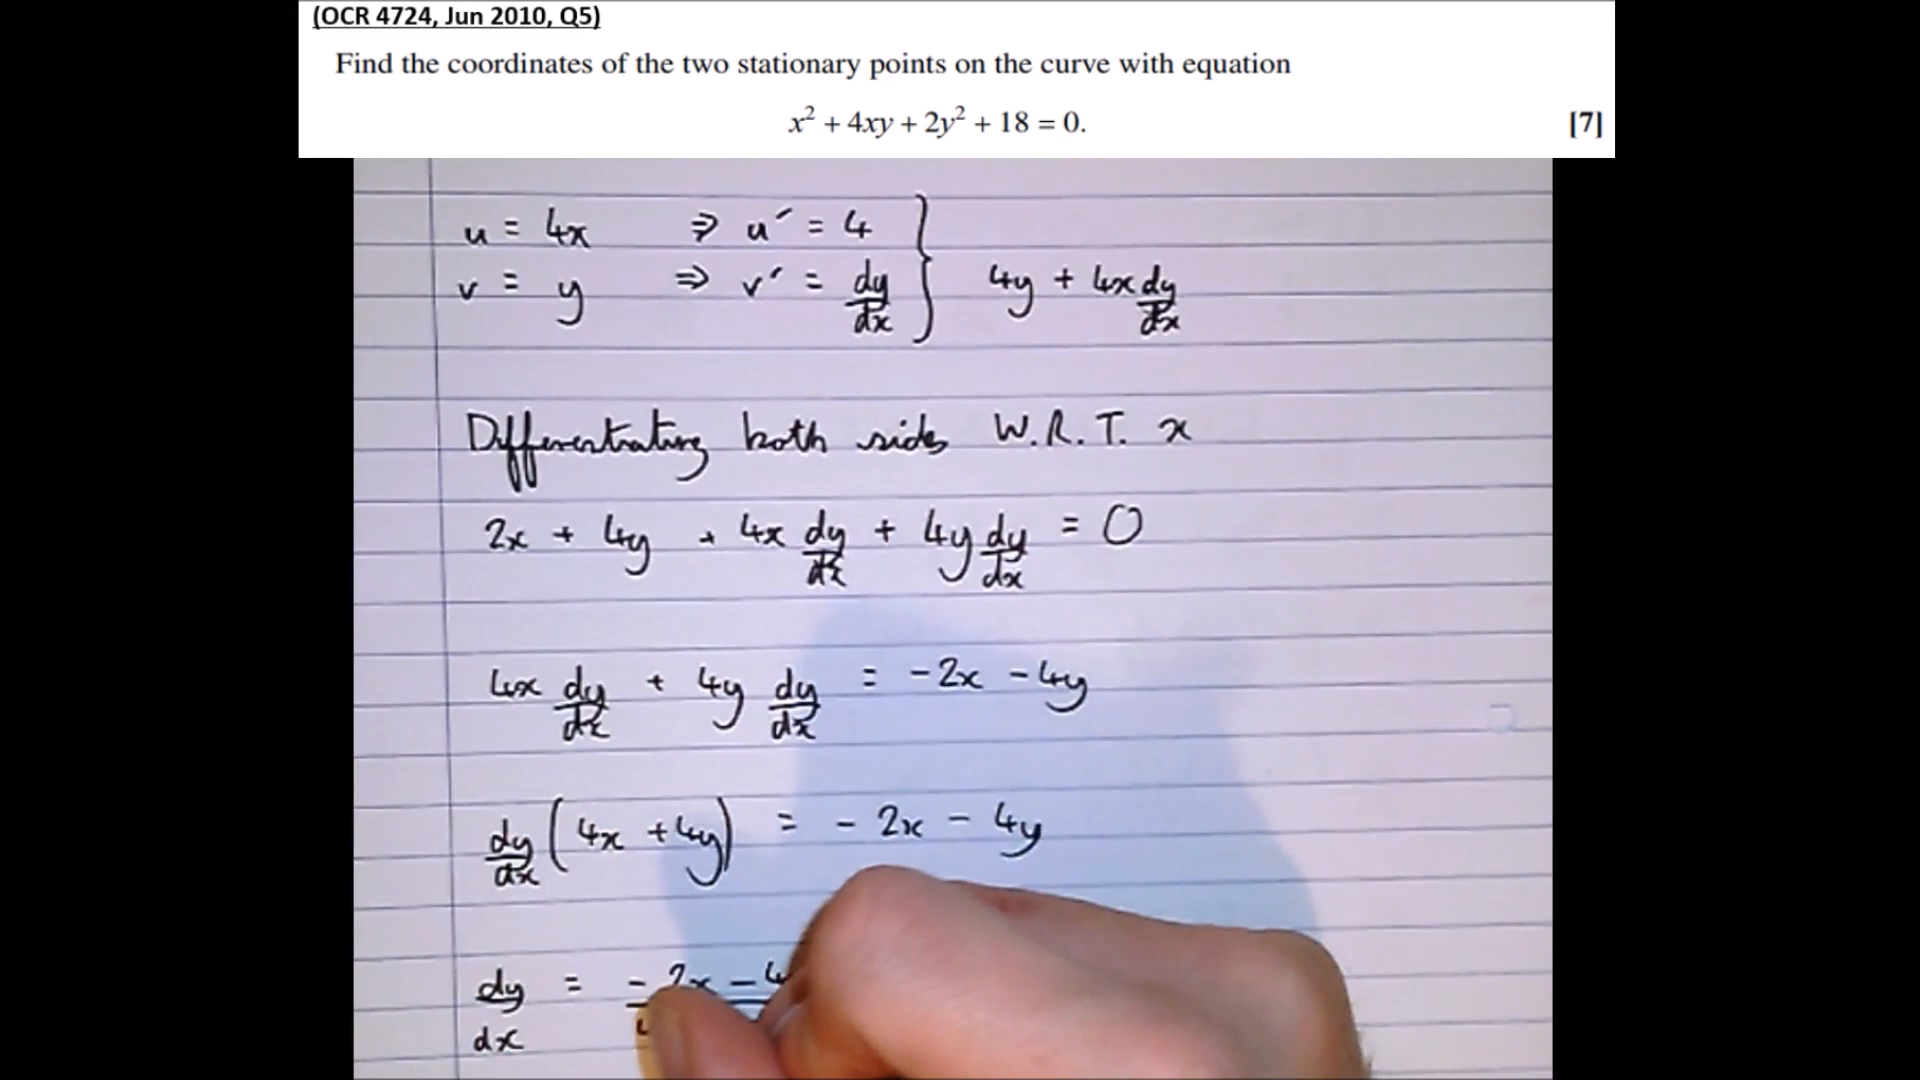 (OCR 4724, Jun 2010, Q5)
Find the coordinates of the two stationary points on the curve with equation
x² + 4xy + 2y² + 18 = 0. [7]
u = 4x ⇒ u′ = 4
v = y ⇒ v′ = dy/dx } 4y + 4x dy/dx
Differentiating both sides W.R.T. x
2x + 4y + 4x dy/dx + 4y dy/dx = 0
4x dy/dx + 4y dy/dx = -2x - 4y
dy/dx (4x + 4y) = - 2x - 4y
dy/dx = - 2x - 4